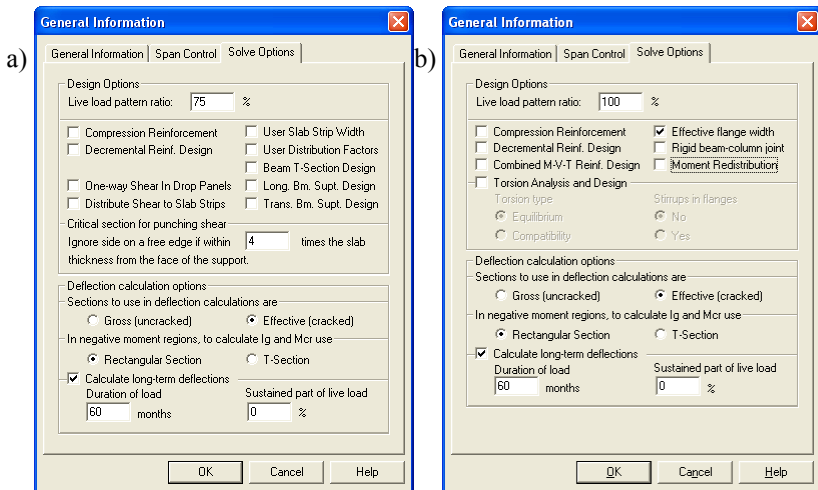 a)
General Information
General Information Span Control Solve Options
Design Options
Live load pattern ratio: 75 %
Compression Reinforcement User Slab Strip Width
Decremental Reinf. Design User Distribution Factors
Beam T-Section Design
One-way Shear In Drop Panels Long. Bm. Supt. Design
Distribute Shear to Slab Strips Trans. Bm. Supt. Design
Critical section for punching shear
Ignore side on a free edge if within 4 times the slab
thickness from the face of the support.
Deflection calculation options
Sections to use in deflection calculations are
Gross (uncracked) Effective (cracked)
In negative moment regions, to calculate Ig and Mcr use
Rectangular Section T-Section
Calculate long-term deflections
Duration of load Sustained part of live load
60 months 0 %
OK Cancel Help
b)
General Information
General Information Span Control Solve Options
Design Options
Live load pattern ratio: 100 %
Compression Reinforcement Effective flange width
Decremental Reinf. Design Rigid beam-column joint
Combined M-V-T Reinf. Design Moment Redistribution
Torsion Analysis and Design
Torsion type Stirrups in flanges
Equilibrium No
Compatibility Yes
Deflection calculation options
Sections to use in deflection calculations are
Gross (uncracked) Effective (cracked)
In negative moment regions, to calculate Ig and Mcr use
Rectangular Section T-Section
Calculate long-term deflections
Duration of load Sustained part of live load
60 months 0 %
OK Cancel Help